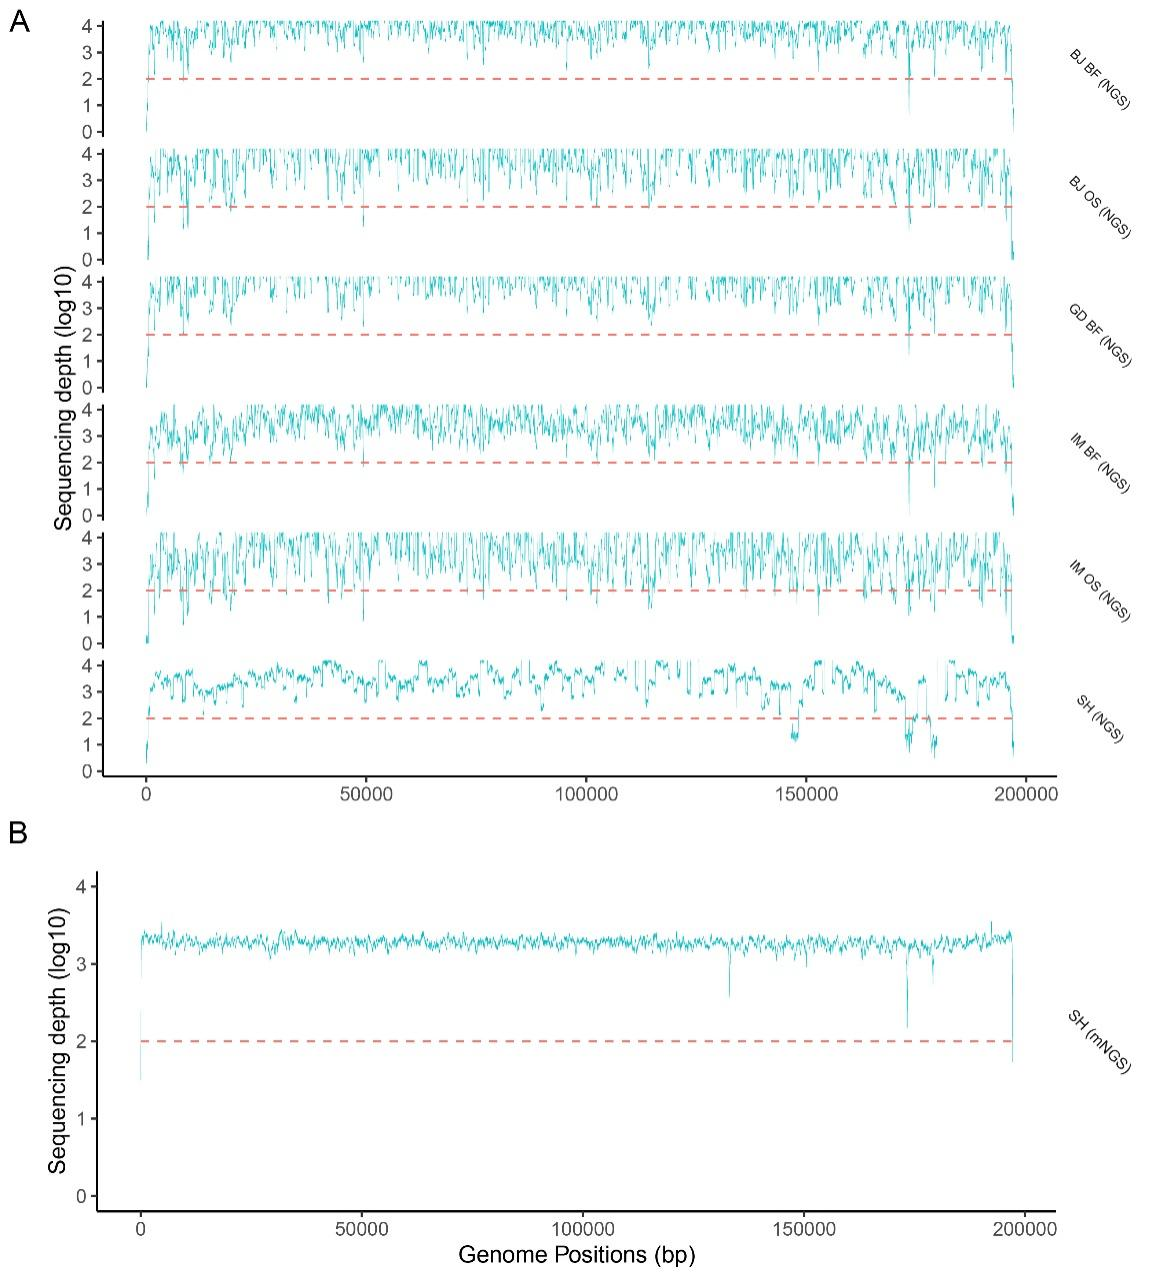 A
Sequencing depth (log10)
4
3
2
1
0
BJ BF (NGS)
4
3
2
1
0
BJ OS (NGS)
4
3
2
1
0
GD BF (NGS)
4
3
2
1
0
IM BF (NGS)
4
3
2
1
0
IM OS (NGS)
4
3
2
1
0
SH (NGS)
0 50000 100000 150000 200000
B
Sequencing depth (log10)
4
3
2
1
0
SH (mNGS)
0 50000 100000 150000 200000
Genome Positions (bp)